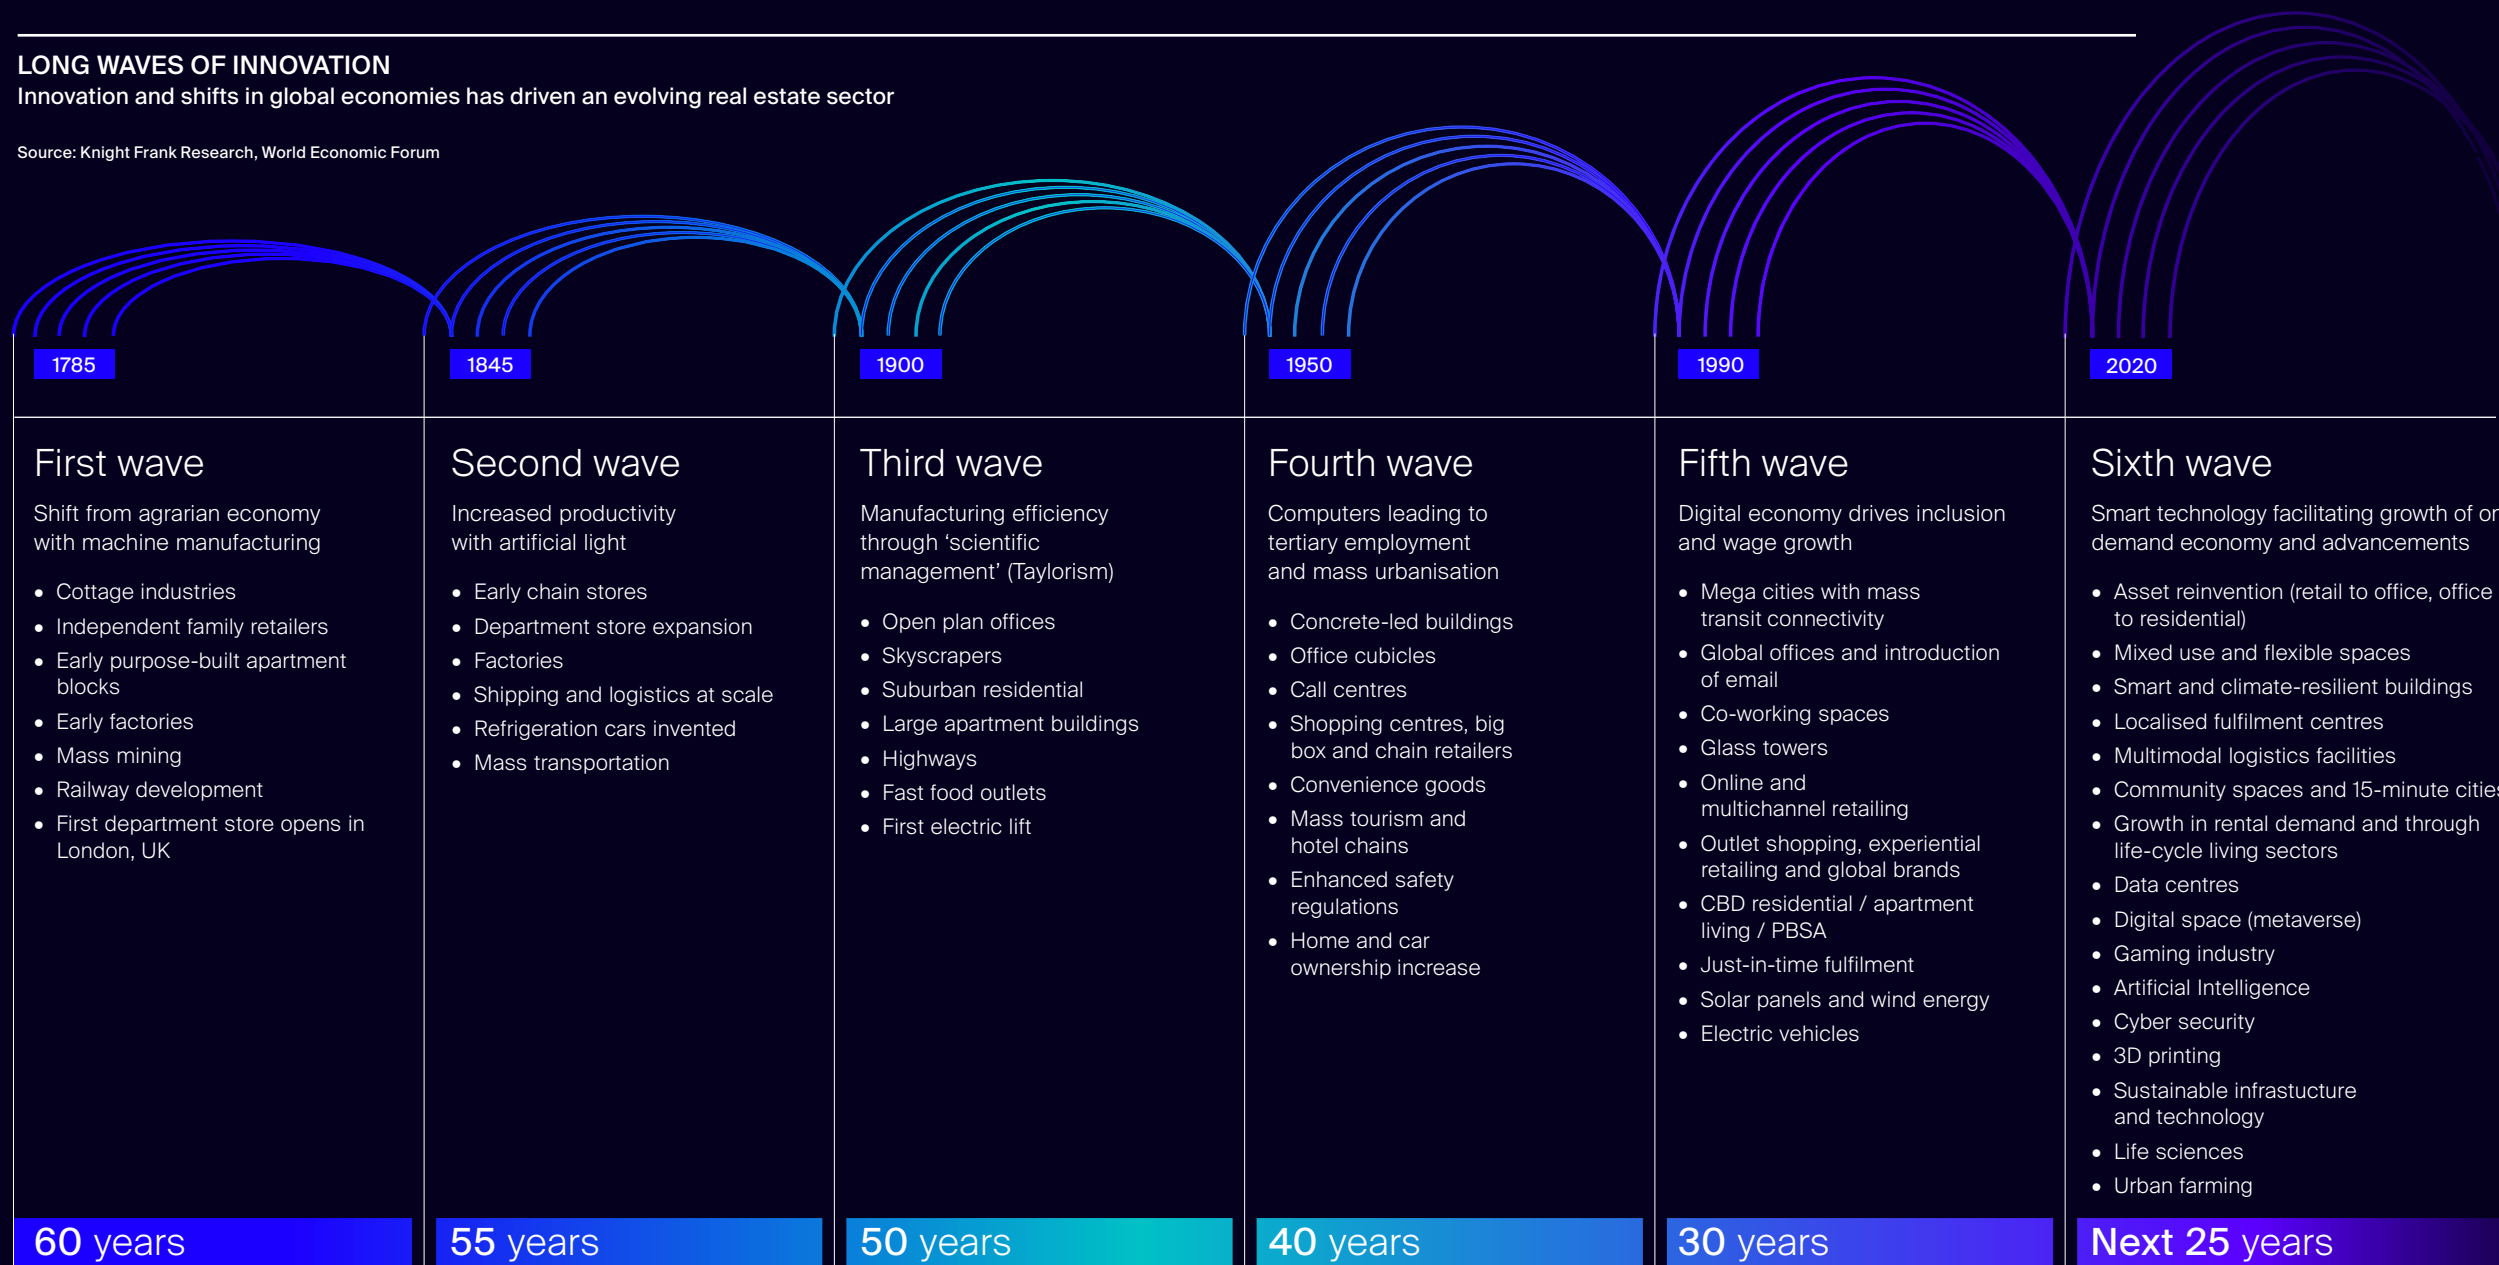 LONG WAVES OF INNOVATION
Innovation and shifts in global economies has driven an evolving real estate sector
Source: Knight Frank Research, World Economic Forum
1785
1845
1900
1950
1990
2020
First wave
Shift from agrarian economy
with machine manufacturing
• Cottage industries
• Independent family retailers
• Early purpose-built apartment
blocks
• Early factories
• Mass mining
• Railway development
• First department store opens in
London, UK
60 years
Second wave
Increased productivity
with artificial light
• Early chain stores
• Department store expansion
• Factories
• Shipping and logistics at scale
• Refrigeration cars invented
• Mass transportation
55 years
Third wave
Manufacturing efficiency
through ‘scientific
management’ (Taylorism)
• Open plan offices
• Skyscrapers
• Suburban residential
• Large apartment buildings
• Highways
• Fast food outlets
• First electric lift
50 years
Fourth wave
Computers leading to
tertiary employment
and mass urbanisation
• Concrete-led buildings
• Office cubicles
• Call centres
• Shopping centres, big
box and chain retailers
• Convenience goods
• Mass tourism and
hotel chains
• Enhanced safety
regulations
• Home and car
ownership increase
40 years
Fifth wave
Digital economy drives inclusion
and wage growth
• Mega cities with mass
transit connectivity
• Global offices and introduction
of email
• Co-working spaces
• Glass towers
• Online and
multichannel retailing
• Outlet shopping, experiential
retailing and global brands
• CBD residential / apartment
living / PBSA
• Just-in-time fulfilment
• Solar panels and wind energy
• Electric vehicles
30 years
Sixth wave
Smart technology facilitating growth of
demand economy and advancements
• Asset reinvention (retail to office, office
to residential)
• Mixed use and flexible spaces
• Smart and climate-resilient buildings
• Localised fulfilment centres
• Multimodal logistics facilities
• Community spaces and 15-minute cities
• Growth in rental demand and through
life-cycle living sectors
• Data centres
• Digital space (metaverse)
• Gaming industry
• Artificial Intelligence
• Cyber security
• 3D printing
• Sustainable infrastucture
and technology
• Life sciences
• Urban farming
Next 25 years